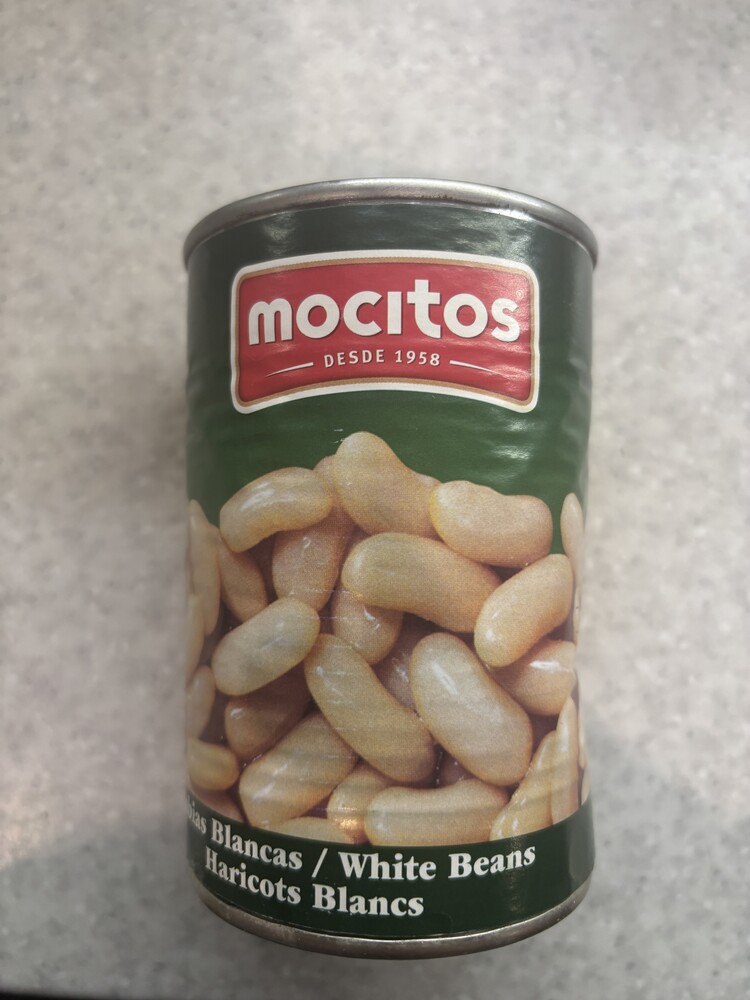 mocitos
DESDE 1958
Blancas / White Beans
Haricots Blancs